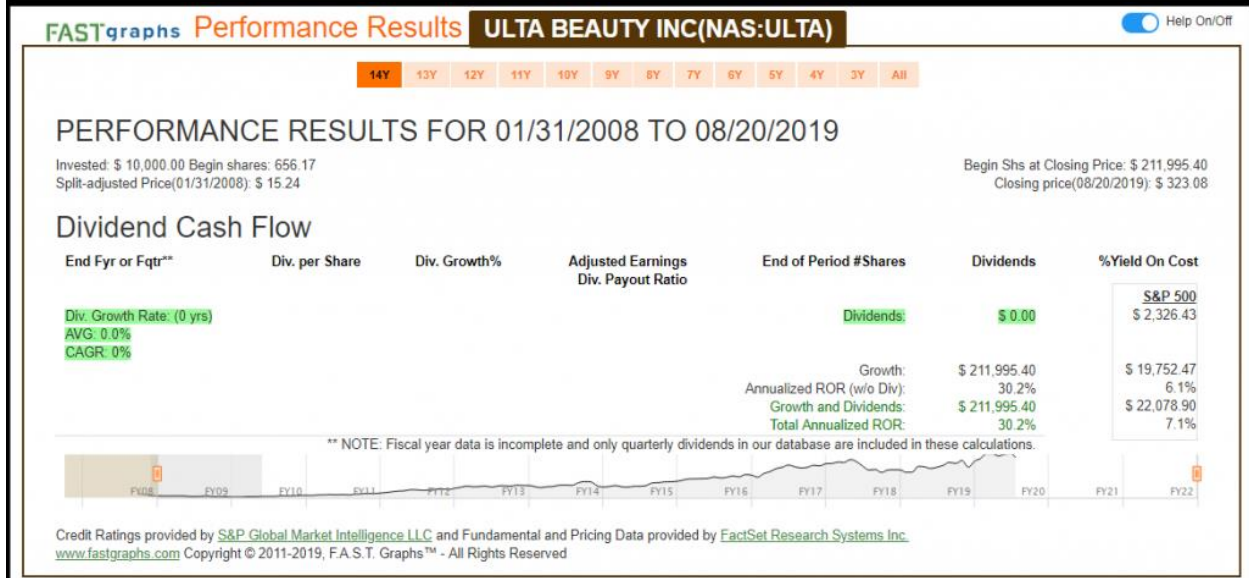 FAST graphs Performance Results ULTA BEAUTY INC(NAS:ULTA) Help On/Off
14Y 13Y 12Y 11Y 10Y 9Y 8Y 7Y 6Y 5Y 4Y 3Y All
PERFORMANCE RESULTS FOR 01/31/2008 TO 08/20/2019
Invested: $ 10,000.00 Begin shares: 656.17 Begin Shs at Closing Price: $ 211,995.40
Split-adjusted Price(01/31/2008): $ 15.24 Closing price(08/20/2019): $ 323.08
Dividend Cash Flow
End Fyr or Fqtr** Div. per Share Div. Growth% Adjusted Earnings End of Period #Shares Dividends %Yield On Cost
Div. Payout Ratio
S&P 500
Div. Growth Rate: (0 yrs) Dividends: $ 0.00 $ 2,326.43
AVG: 0.0%
CAGR: 0%
Growth: $ 211,995.40 $ 19,752.47
Annualized ROR (w/o Div): 30.2% 6.1%
Growth and Dividends: $ 211,995.40 $ 22,078.90
Total Annualized ROR: 30.2% 7.1%
** NOTE: Fiscal year data is incomplete and only quarterly dividends in our database are included in these calculations.
FY08 FY09 FY10 FY11 FY12 FY13 FY14 FY15 FY16 FY17 FY18 FY19 FY20 FY21 FY22
Credit Ratings provided by S&P Global Market Intelligence LLC and Fundamental and Pricing Data provided by FactSet Research Systems Inc.
www.fastgraphs.com Copyright © 2011-2019, F.A.S.T. Graphs™ - All Rights Reserved